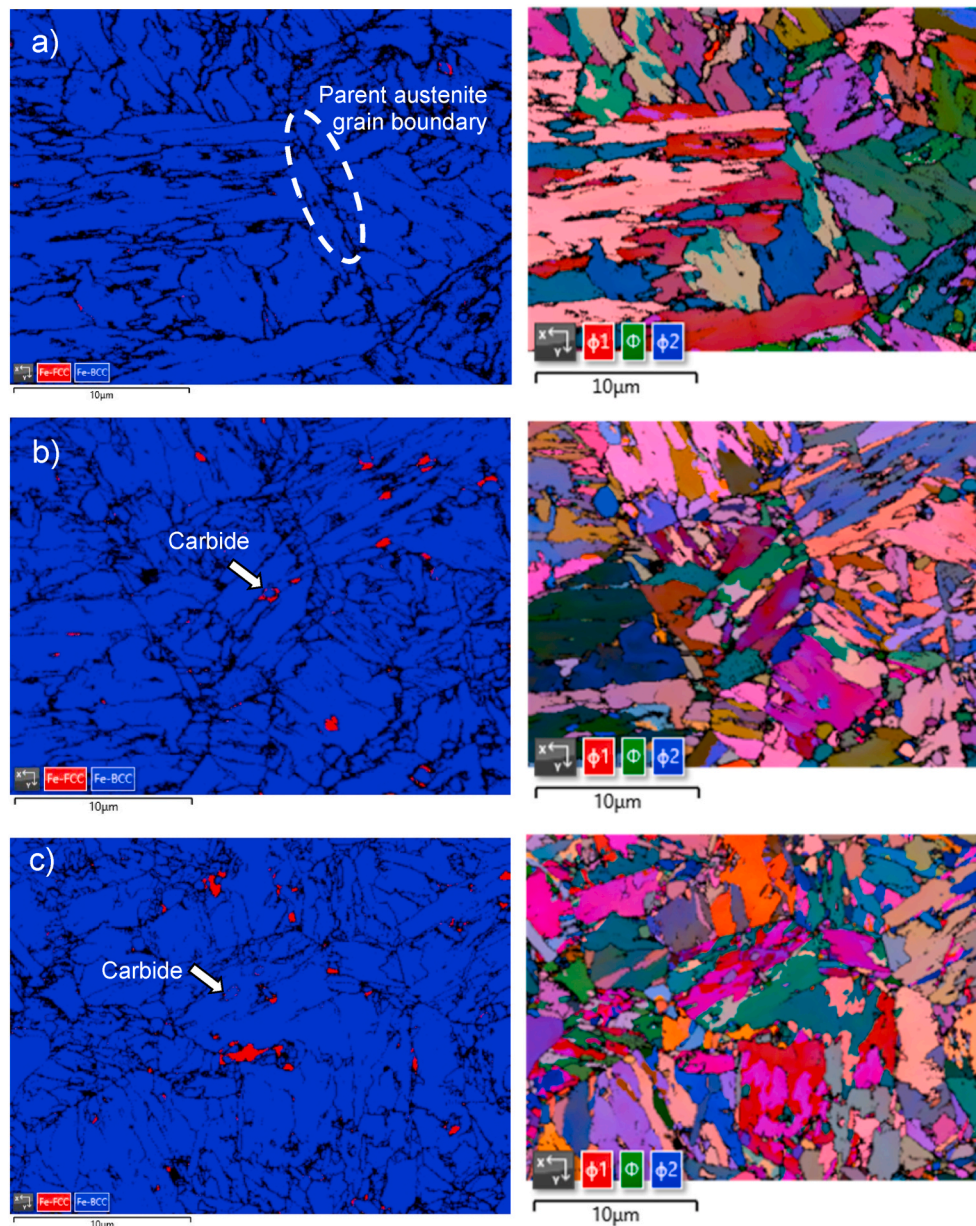 a)
Parent austenite
grain boundary
X
Y
Fe-FCC
Fe-BCC
10μm
X
Y
ϕ1
Φ
ϕ2
10μm
b)
Carbide
X
Y
Fe-FCC
Fe-BCC
10μm
X
Y
ϕ1
Φ
ϕ2
10μm
c)
Carbide
X
Y
Fe-FCC
Fe-BCC
10μm
X
Y
ϕ1
Φ
ϕ2
10μm